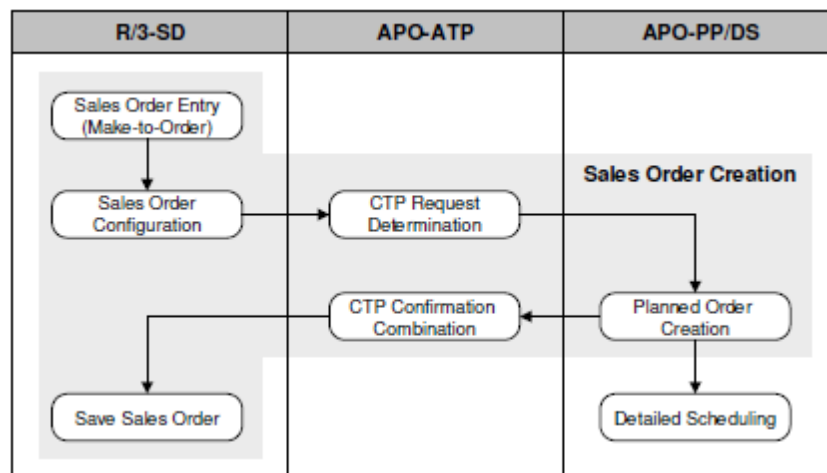 R/3-SD
APO-ATP
APO-PP/DS
Sales Order Entry
(Make-to-Order)
Sales Order Creation
Sales Order
Configuration
CTP Request
Determination
CTP Confirmation
Combination
Planned Order
Creation
Save Sales Order
Detailed Scheduling